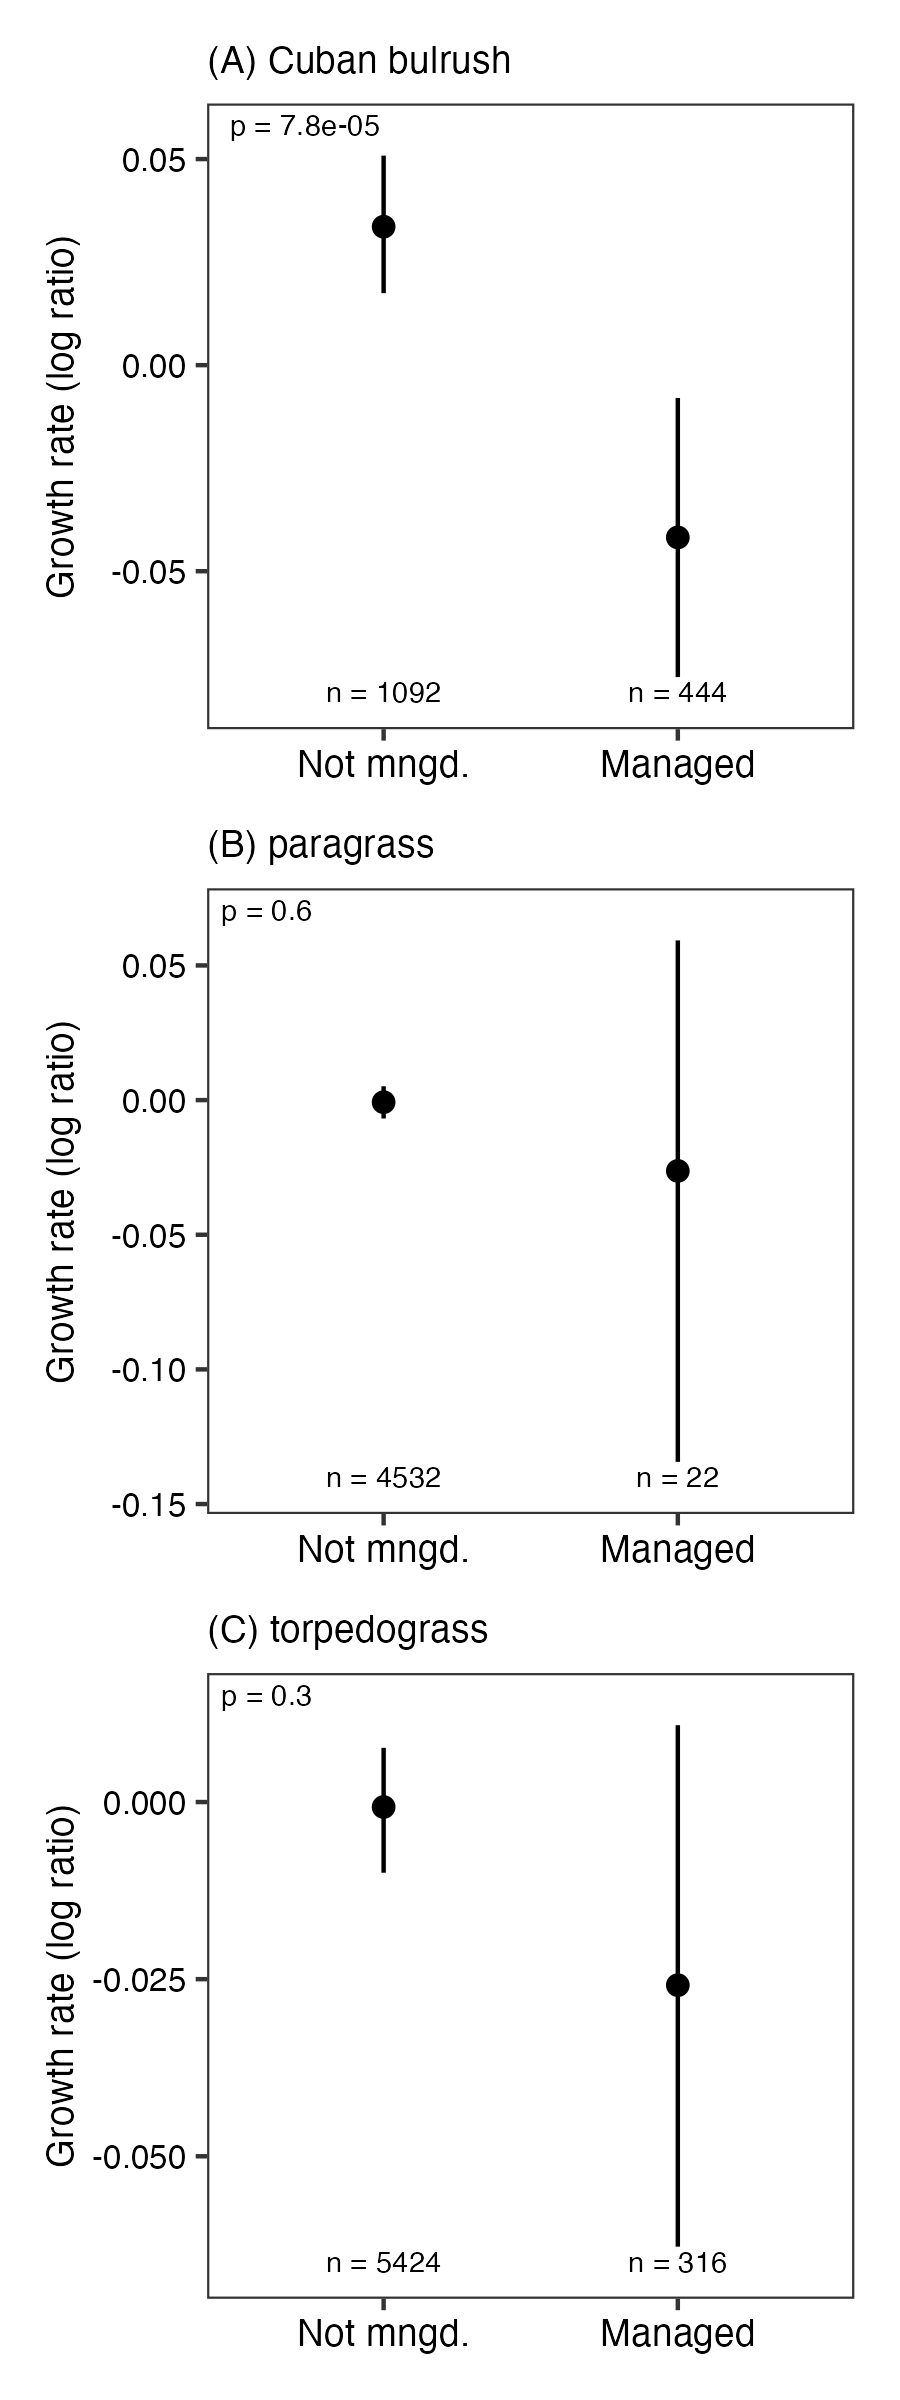 (A) Cuban bulrush
p = 7.8e-05
0.05
0.00
-0.05
Growth rate (log ratio)
n = 1092
n = 444
Not mngd.
Managed
(B) paragrass
p = 0.6
0.05
0.00
-0.05
-0.10
-0.15
Growth rate (log ratio)
n = 4532
n = 22
Not mngd.
Managed
(C) torpedograss
p = 0.3
0.000
-0.025
-0.050
Growth rate (log ratio)
n = 5424
n = 316
Not mngd.
Managed